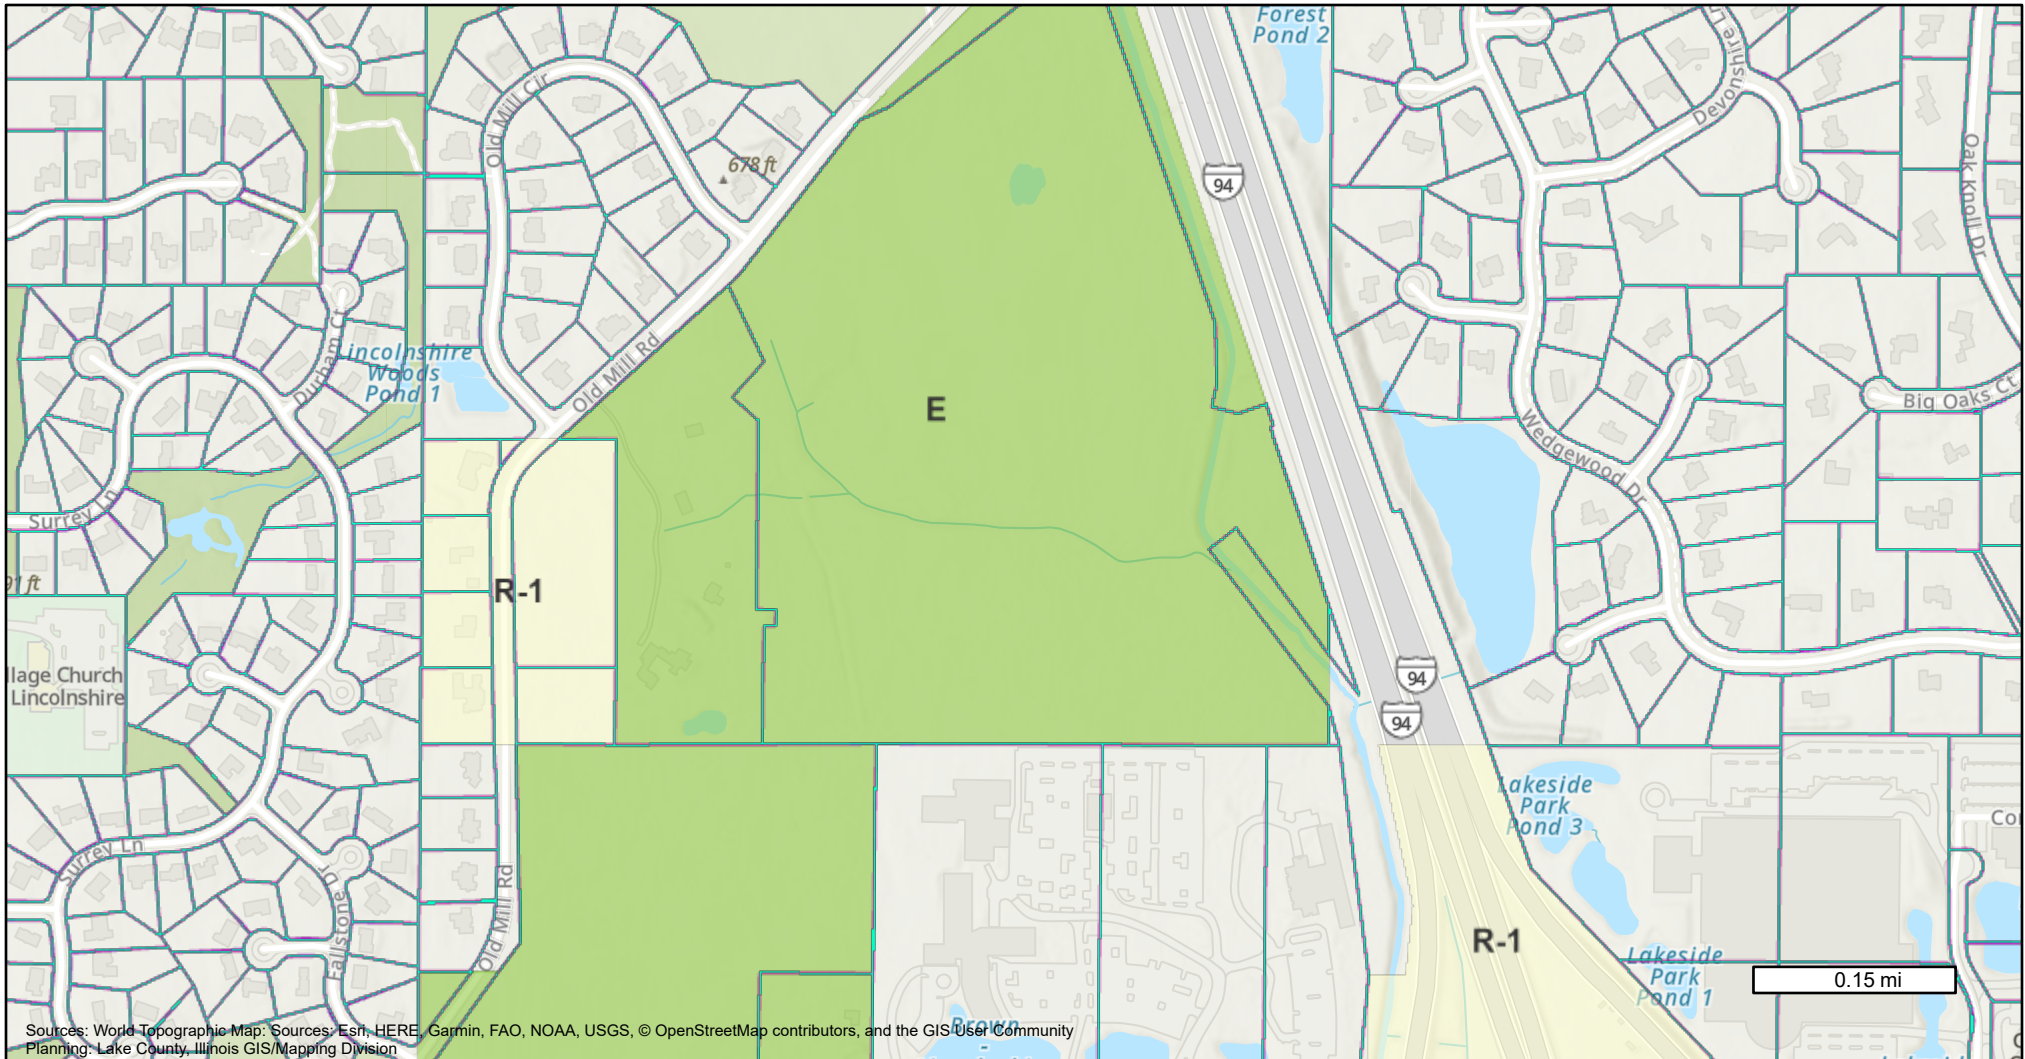 Forest
Pond 2
Old Mill Cir
678 ft
94
Devonshire Ln
Oak Knoll Dr
Durham Ct
Lincolnshire
Woods
Pond 1
Old Mill Rd
E
Big Oaks Ct
Wedgewood Dr
Surrey Ln
91 ft
R-1
llage Church
Lincolnshire
94
94
Lakeside
Park
Pond 3
Surrey Ln
Fallstone Dr
Old Mill Rd
R-1
Lakeside
Park
Pond 1
0.15 mi
Brown
-
Sources: World Topographic Map: Sources: Esri, HERE, Garmin, FAO, NOAA, USGS, © OpenStreetMap contributors, and the GIS User Community
Planning: Lake County, Illinois GIS/Mapping Division